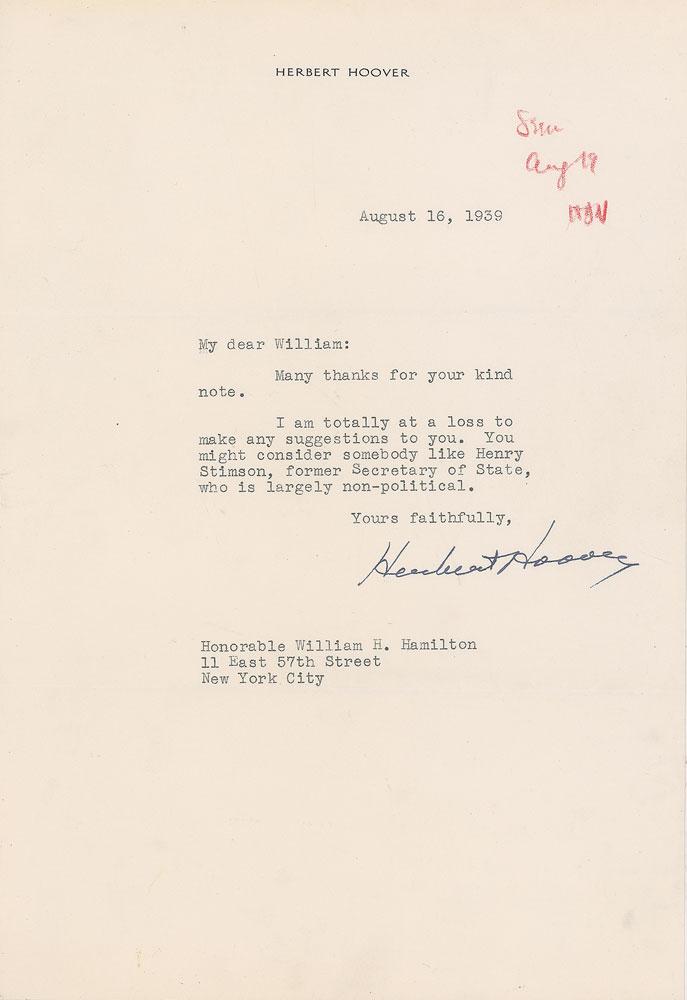 HERBERT HOOVER
Aug 19
August 16, 1939
My dear William:
Many thanks for your kind
note.
I am totally at a loss to
make any suggestions to you. You
might consider somebody like Henry
Stimson, former Secretary of State,
who is largely non-political.
Yours faithfully,
Herbert Hoover
Honorable William H. Hamilton
11 East 57th Street
New York City